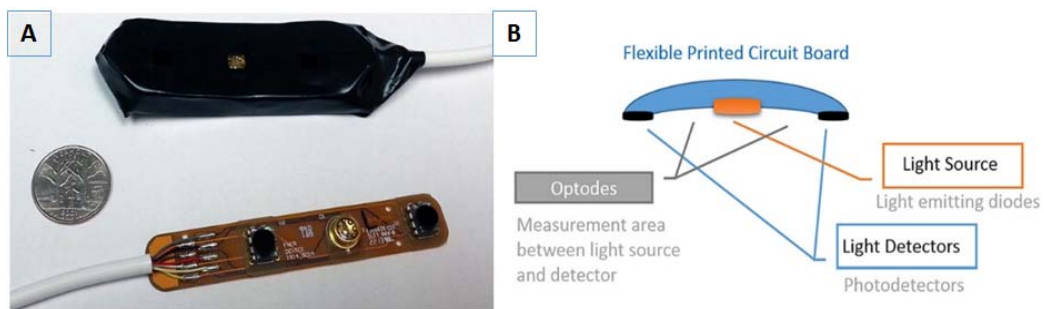 A
B
Flexible Printed Circuit Board
Optodes
Measurement area
between light source
and detector
Light Source
Light emitting diodes
Light Detectors
Photodetectors